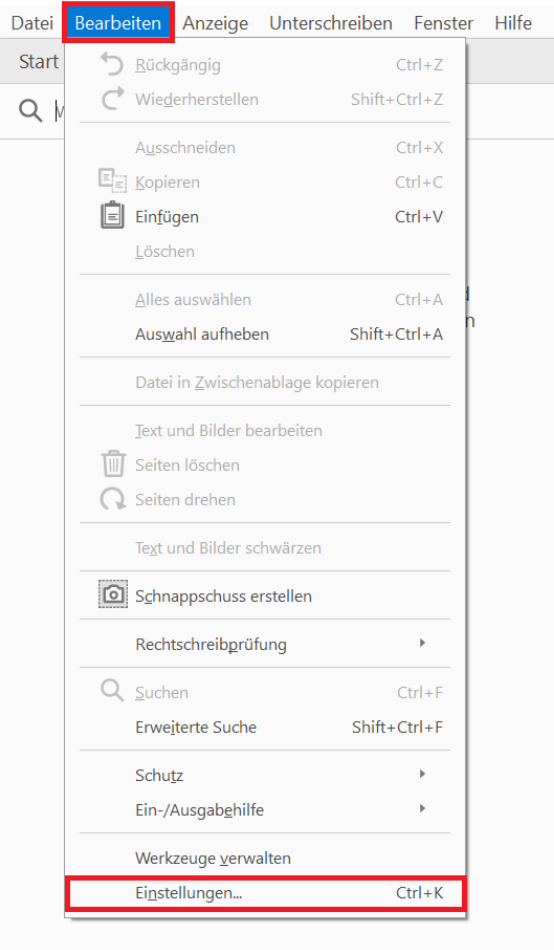 Datei Bearbeiten Anzeige Unterschreiben Fenster Hilfe
Start
Rückgängig Ctrl+Z
Wiederherstellen Shift+Ctrl+Z
Ausschneiden Ctrl+X
Kopieren Ctrl+C
Einfügen Ctrl+V
Löschen
Alles auswählen Ctrl+A
Auswahl aufheben Shift+Ctrl+A
Datei in Zwischenablage kopieren
Text und Bilder bearbeiten
Seiten löschen
Seiten drehen
Text und Bilder schwärzen
Schnappschuss erstellen
Rechtschreibprüfung
Suchen Ctrl+F
Erweiterte Suche Shift+Ctrl+F
Schutz
Ein-/Ausgabehilfe
Werkzeuge verwalten
Einstellungen... Ctrl+K